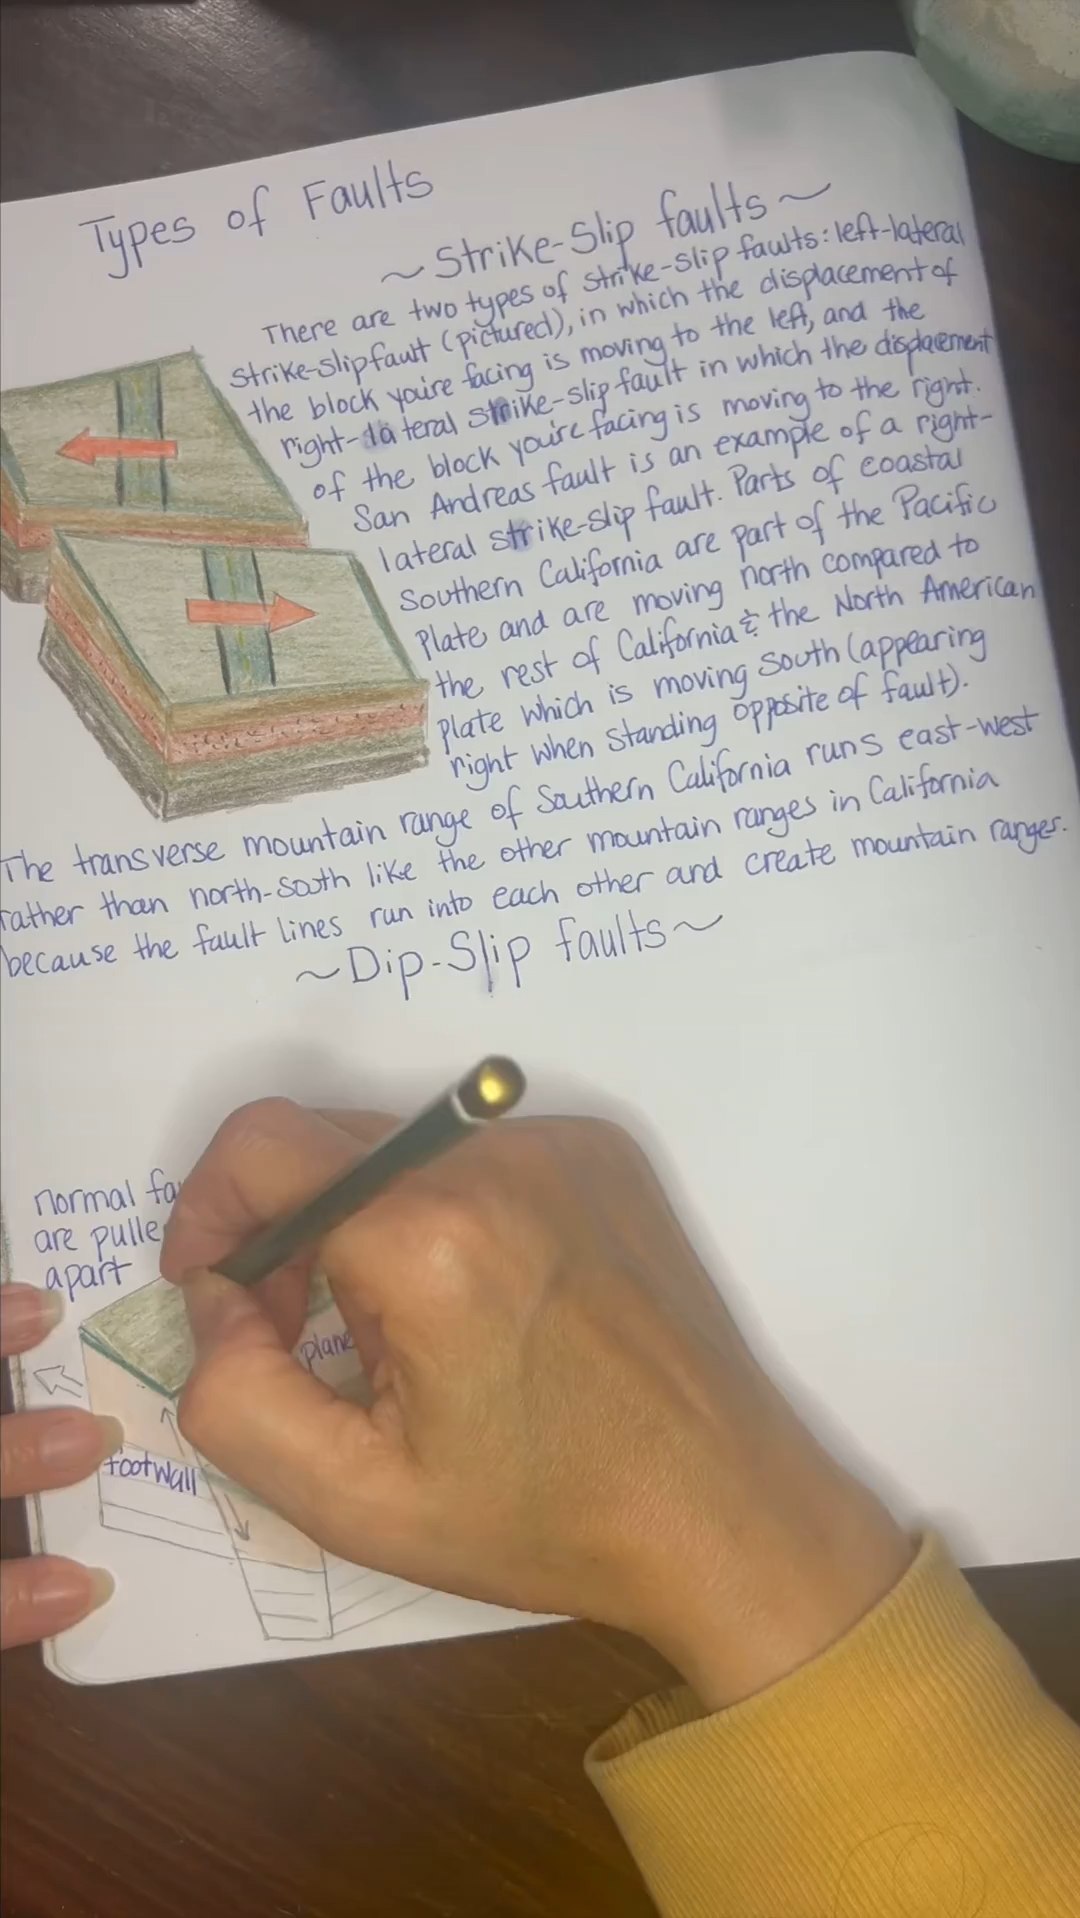 Types of Faults
~Strike-Slip faults~
There are two types of strike-slip faults: left-lateral
strike-slip fault (pictured), in which the displacement of
the block you're facing is moving to the left, and the
right-lateral strike-slip fault in which the displacement
of the block you're facing is moving to the right.
San Andreas fault is an example of a right-
lateral strike-slip fault. Parts of coastal
Southern California are part of the Pacific
Plate and are moving north compared to
the rest of California & the North American
plate which is moving south (appearing
right when standing opposite of fault).
The transverse mountain range of Southern California runs east-west
rather than north-south like the other mountain ranges in California
because the fault lines run into each other and create mountain ranges.
~Dip-Slip faults~
normal
are
apart
plane
footwall